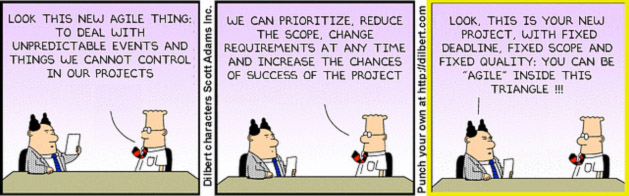 LOOK THIS NEW AGILE THING:
TO DEAL WITH
UNPREDICTABLE EVENTS AND
THINGS WE CANNOT CONTROL
IN OUR PROJECTS
Dilbert characters Scott Adams Inc.
WE CAN PRIORITIZE, REDUCE
THE SCOPE, CHANGE
REQUIREMENTS AT ANY TIME
AND INCREASE THE CHANCES
OF SUCCESS OF THE PROJECT
Punch your own at http://dilbert.com
LOOK, THIS IS YOUR NEW
PROJECT, WITH FIXED
DEADLINE, FIXED SCOPE AND
FIXED QUALITY: YOU CAN BE
"AGILE" INSIDE THIS
TRIANGLE !!!